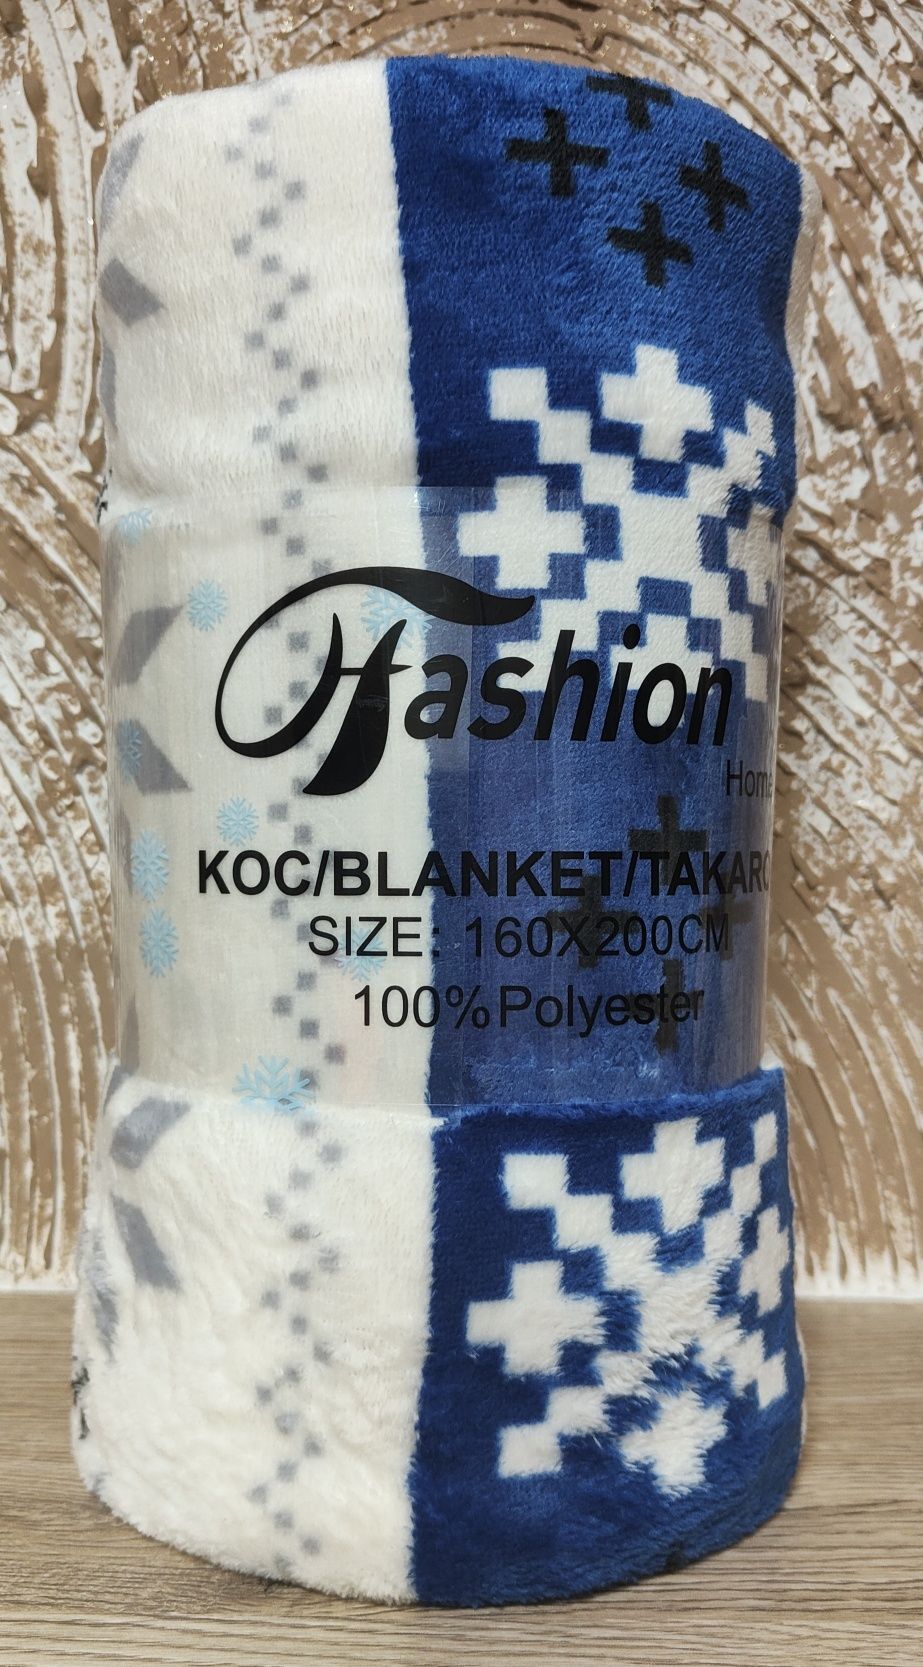 Fashion
Home
KOC/BLANKET/TAKARO
SIZE: 160X200CM
100%Polyester